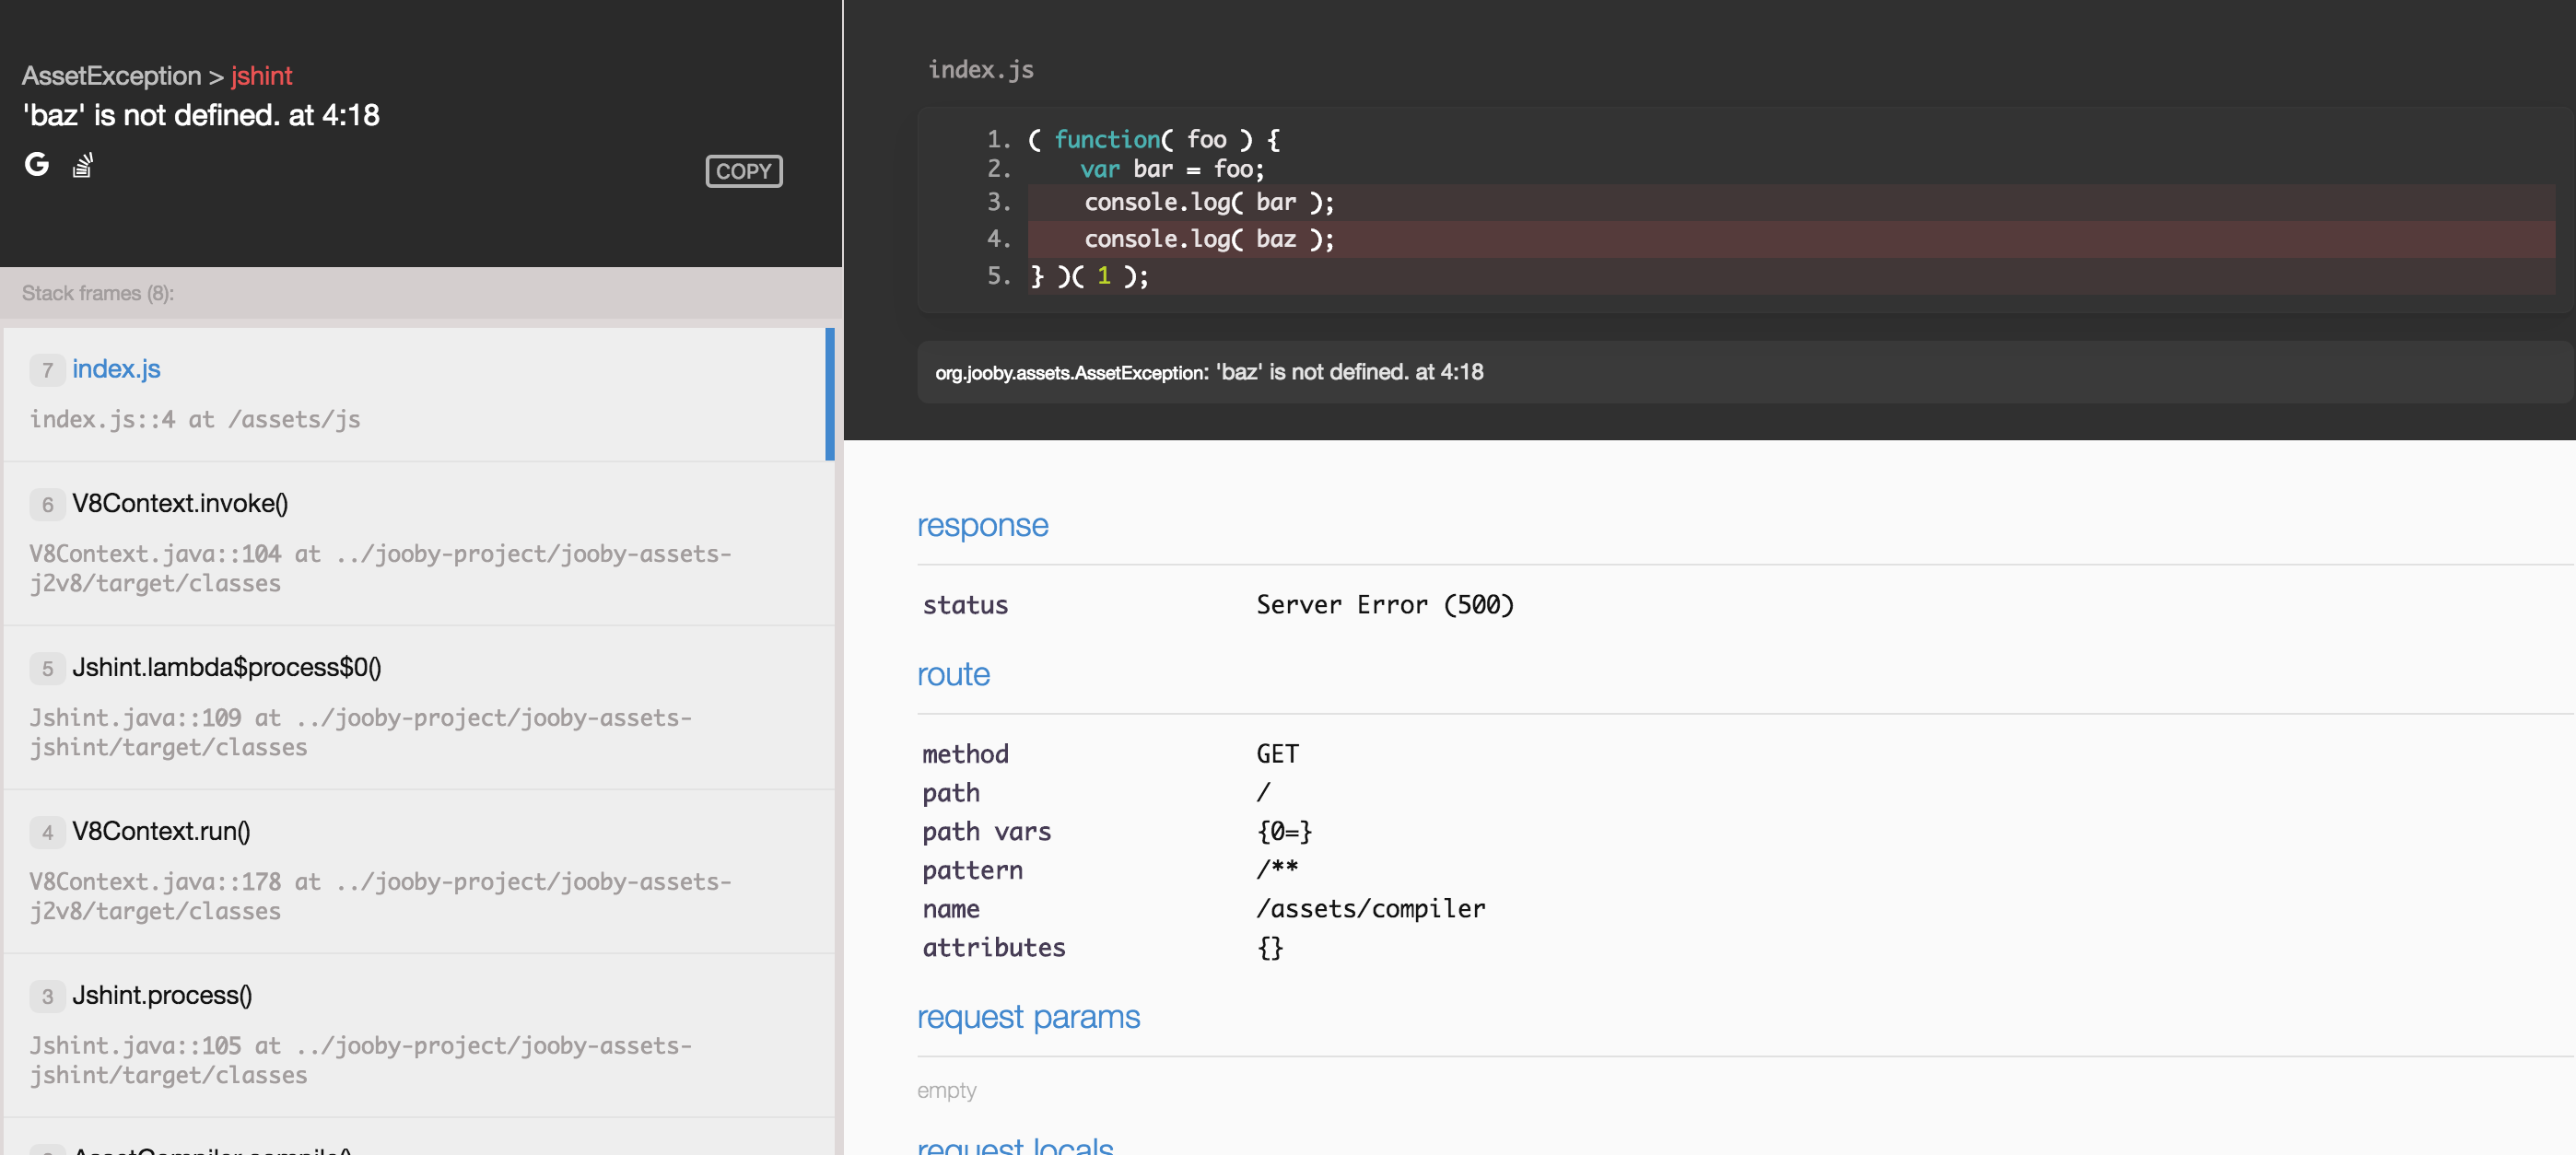 AssetException > jshint
'baz' is not defined. at 4:18
COPY
Stack frames (8):
7 index.js
index.js::4 at /assets/js
6 V8Context.invoke()
V8Context.java::104 at ../jooby-project/jooby-assets-
j2v8/target/classes
5 Jshint.lambda$process$0()
Jshint.java::109 at ../jooby-project/jooby-assets-
jshint/target/classes
4 V8Context.run()
V8Context.java::178 at ../jooby-project/jooby-assets-
j2v8/target/classes
3 Jshint.process()
Jshint.java::105 at ../jooby-project/jooby-assets-
jshint/target/classes
AssetCompiler.compile()
index.js
1. ( function( foo ) {
2. var bar = foo;
3. console.log( bar );
4. console.log( baz );
5. } )( 1 );
org.jooby.assets.AssetException: 'baz' is not defined. at 4:18
response
status Server Error (500)
route
method GET
path /
path vars {0=}
pattern /**
name /assets/compiler
attributes {}
request params
empty
request locals